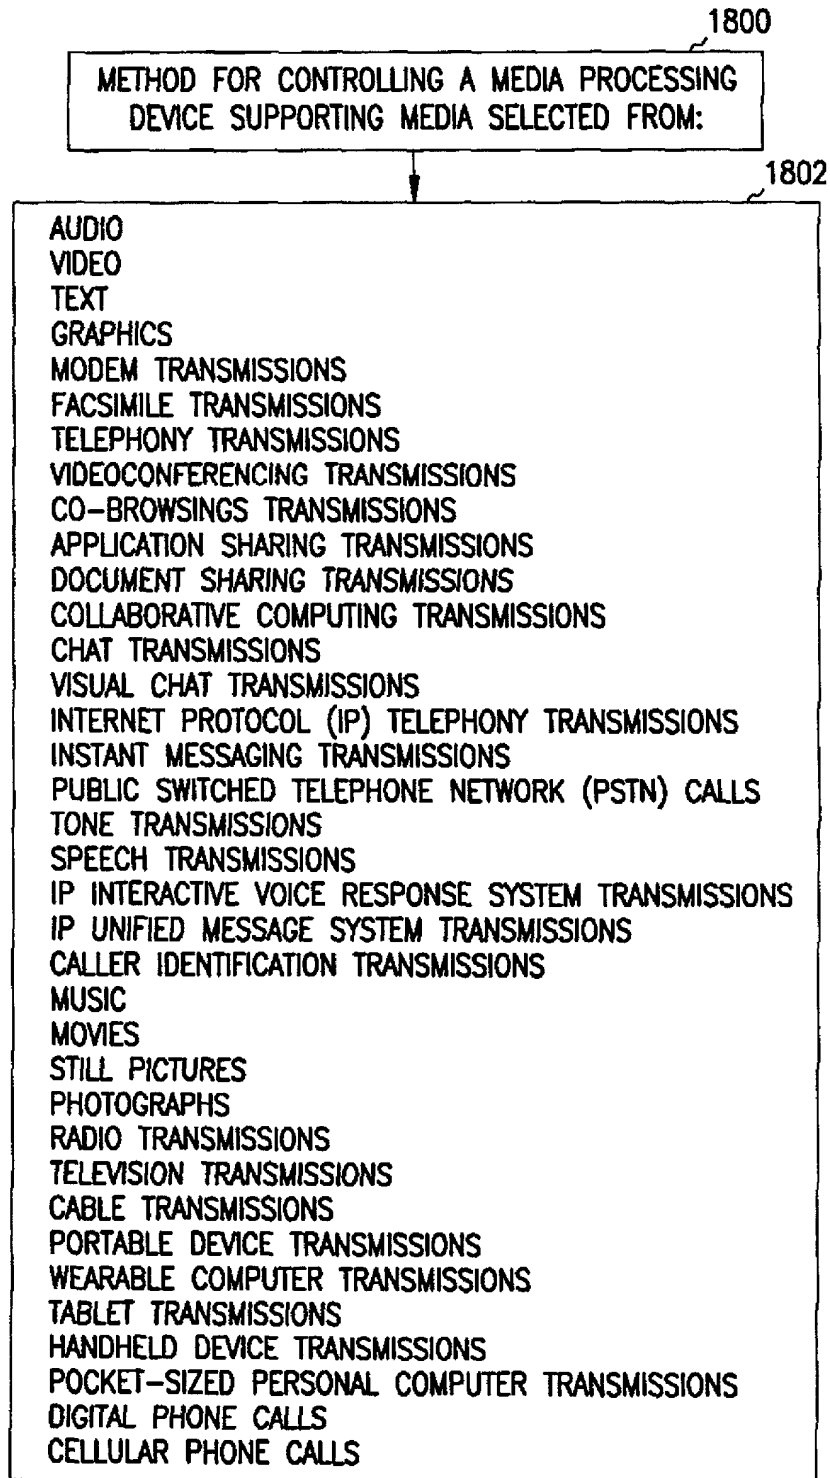 1800
METHOD FOR CONTROLLING A MEDIA PROCESSING
DEVICE SUPPORTING MEDIA SELECTED FROM:
1802
AUDIO
VIDEO
TEXT
GRAPHICS
MODEM TRANSMISSIONS
FACSIMILE TRANSMISSIONS
TELEPHONY TRANSMISSIONS
VIDEOCONFERENCING TRANSMISSIONS
CO-BROWSINGS TRANSMISSIONS
APPLICATION SHARING TRANSMISSIONS
DOCUMENT SHARING TRANSMISSIONS
COLLABORATIVE COMPUTING TRANSMISSIONS
CHAT TRANSMISSIONS
VISUAL CHAT TRANSMISSIONS
INTERNET PROTOCOL (IP) TELEPHONY TRANSMISSIONS
INSTANT MESSAGING TRANSMISSIONS
PUBLIC SWITCHED TELEPHONE NETWORK (PSTN) CALLS
TONE TRANSMISSIONS
SPEECH TRANSMISSIONS
IP INTERACTIVE VOICE RESPONSE SYSTEM TRANSMISSIONS
IP UNIFIED MESSAGE SYSTEM TRANSMISSIONS
CALLER IDENTIFICATION TRANSMISSIONS
MUSIC
MOVIES
STILL PICTURES
PHOTOGRAPHS
RADIO TRANSMISSIONS
TELEVISION TRANSMISSIONS
CABLE TRANSMISSIONS
PORTABLE DEVICE TRANSMISSIONS
WEARABLE COMPUTER TRANSMISSIONS
TABLET TRANSMISSIONS
HANDHELD DEVICE TRANSMISSIONS
POCKET-SIZED PERSONAL COMPUTER TRANSMISSIONS
DIGITAL PHONE CALLS
CELLULAR PHONE CALLS